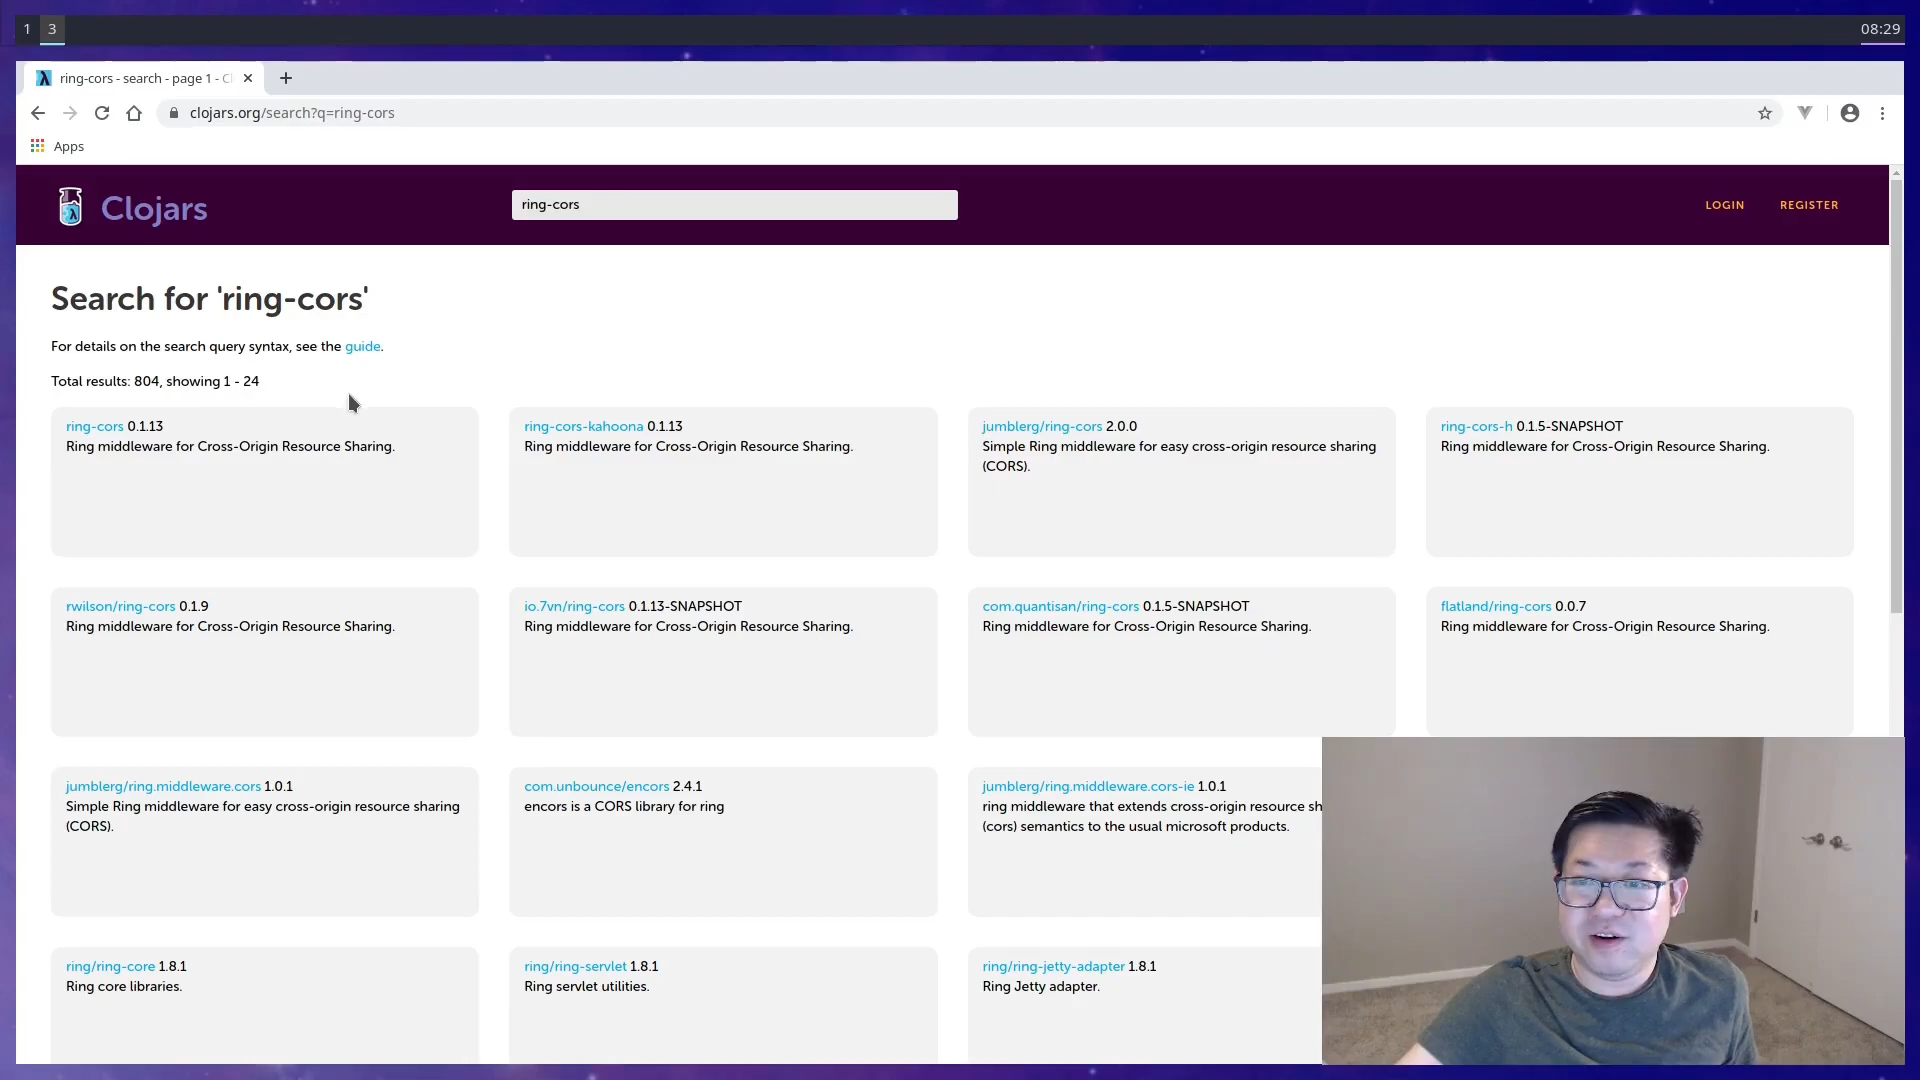 1 3 08:29
ring-cors - search - page 1 - C
clojars.org/search?q=ring-cors
Apps
Clojars ring-cors LOGIN REGISTER
Search for 'ring-cors'
For details on the search query syntax, see the guide.
Total results: 804, showing 1 - 24
ring-cors 0.1.13
Ring middleware for Cross-Origin Resource Sharing.
ring-cors-kahoona 0.1.13
Ring middleware for Cross-Origin Resource Sharing.
jumblerg/ring-cors 2.0.0
Simple Ring middleware for easy cross-origin resource sharing
(CORS).
ring-cors-h 0.1.5-SNAPSHOT
Ring middleware for Cross-Origin Resource Sharing.
rwilson/ring-cors 0.1.9
Ring middleware for Cross-Origin Resource Sharing.
io.7vn/ring-cors 0.1.13-SNAPSHOT
Ring middleware for Cross-Origin Resource Sharing.
com.quantisan/ring-cors 0.1.5-SNAPSHOT
Ring middleware for Cross-Origin Resource Sharing.
flatland/ring-cors 0.0.7
Ring middleware for Cross-Origin Resource Sharing.
jumblerg/ring.middleware.cors 1.0.1
Simple Ring middleware for easy cross-origin resource sharing
(CORS).
com.unbounce/encors 2.4.1
encors is a CORS library for ring
jumblerg/ring.middleware.cors-ie 1.0.1
ring middleware that extends cross-origin resource sh
(cors) semantics to the usual microsoft products.
ring/ring-core 1.8.1
Ring core libraries.
ring/ring-servlet 1.8.1
Ring servlet utilities.
ring/ring-jetty-adapter 1.8.1
Ring Jetty adapter.